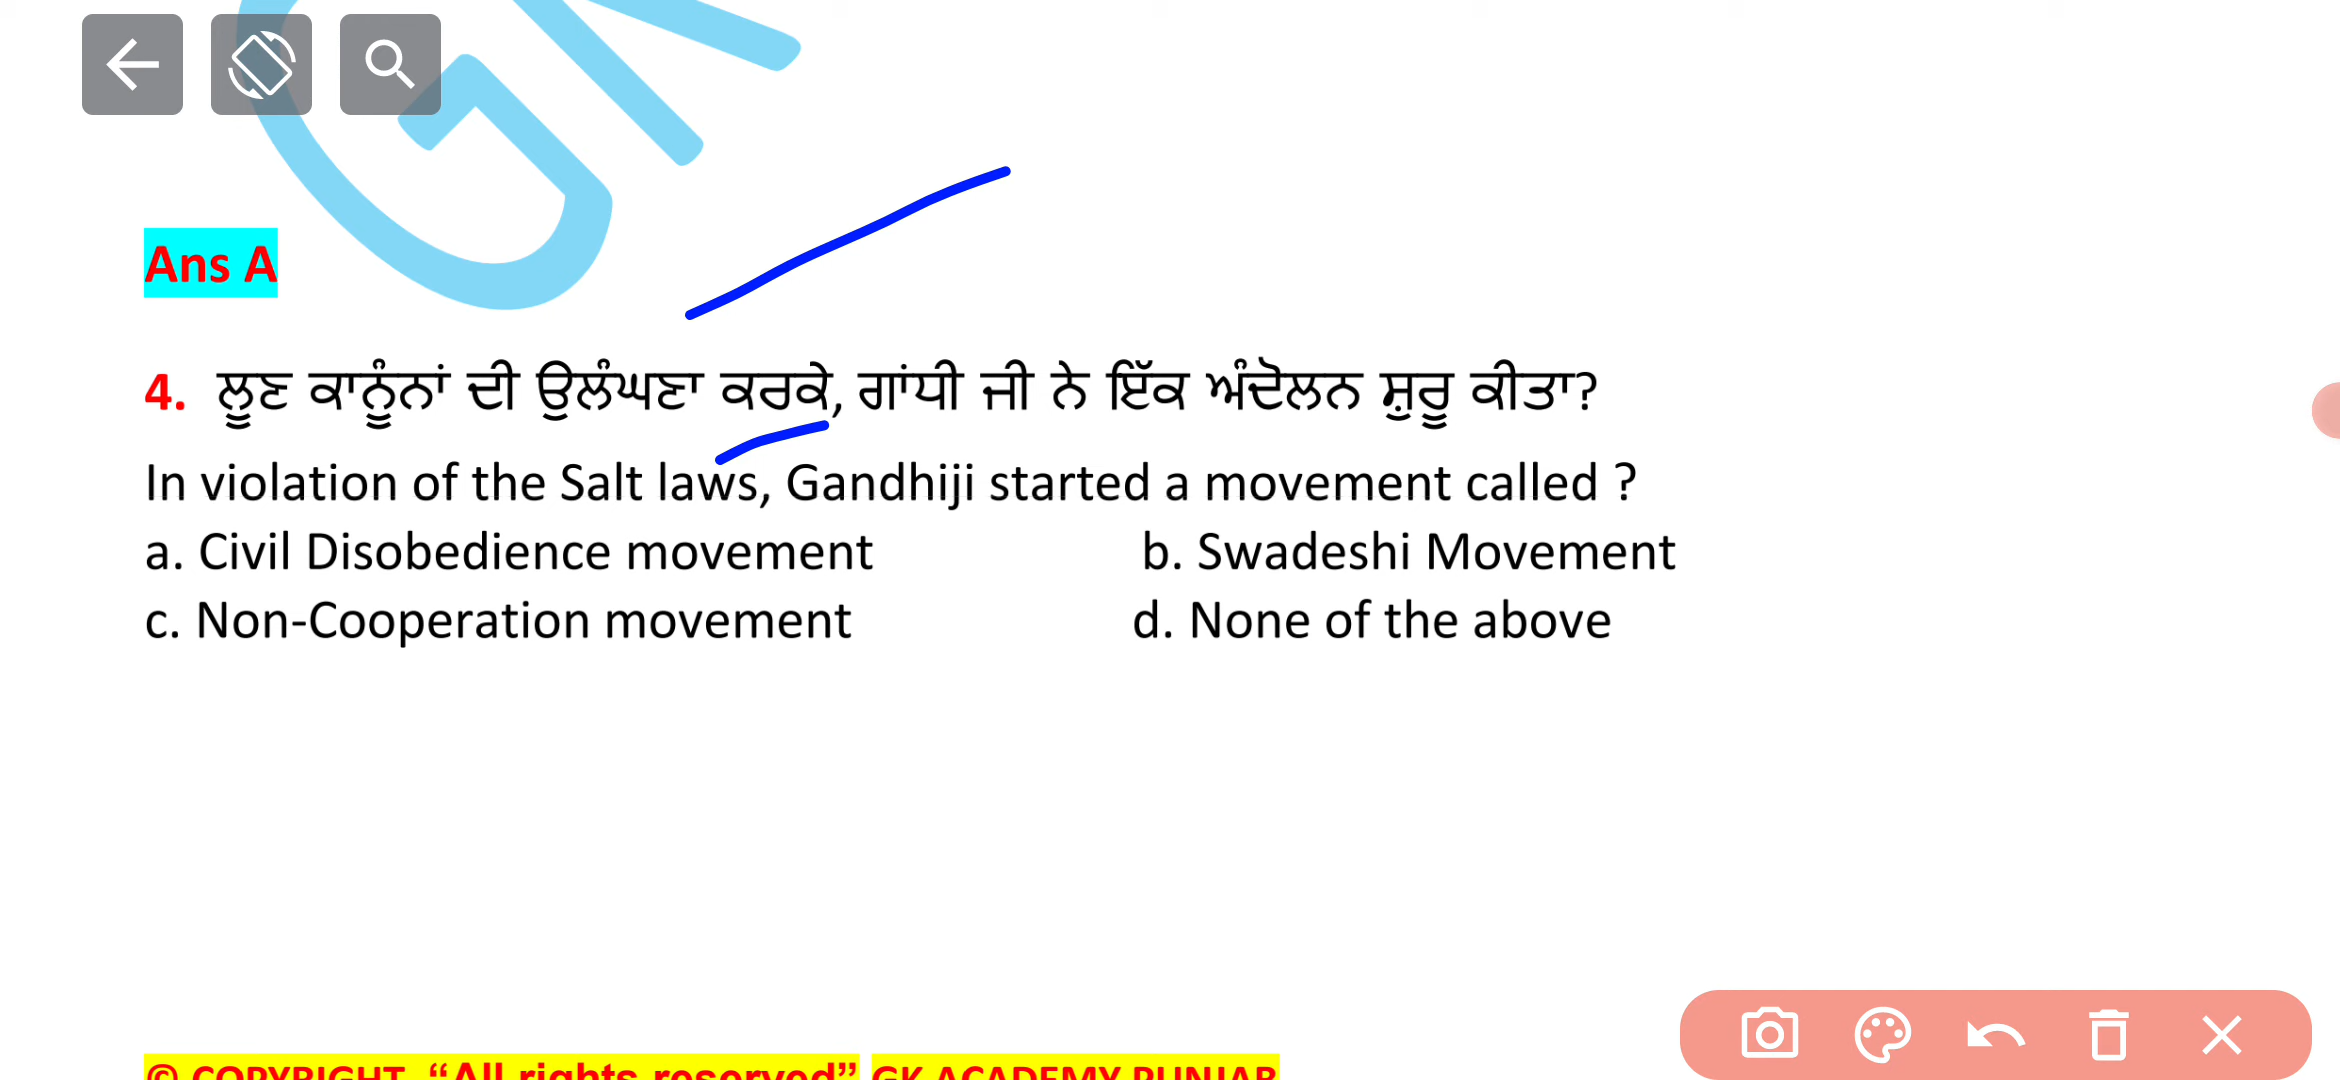 GK
Ans A
4. ਲੂਣ ਕਾਨੂੰਨਾਂ ਦੀ ਉਲੰਘਣਾ ਕਰਕੇ, ਗਾਂਧੀ ਜੀ ਨੇ ਇੱਕ ਅੰਦੋਲਨ ਸ਼ੁਰੂ ਕੀਤਾ?
In violation of the Salt laws, Gandhiji started a movement called ?
a. Civil Disobedience movement b. Swadeshi Movement
c. Non-Cooperation movement d. None of the above
© COPYRIGHT “All rights reserved” GK ACADEMY PUNJAB